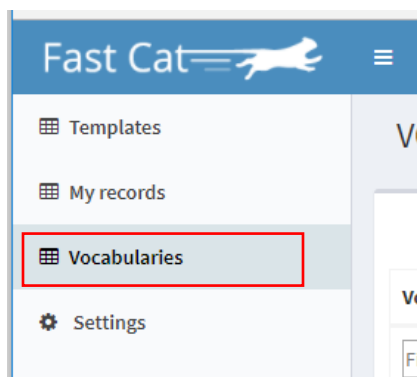 Fast Cat
Templates
My records
Vocabularies
Settings